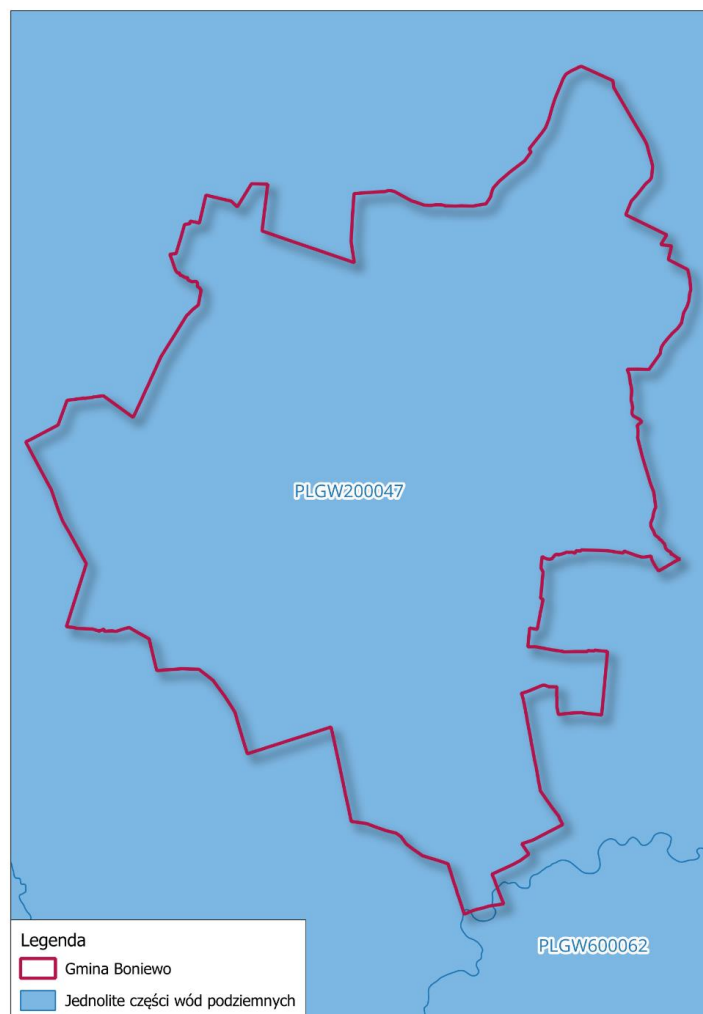 PLGW200047
PLGW600062
Legenda
Gmina Boniewo
Jednolite części wód podziemnych